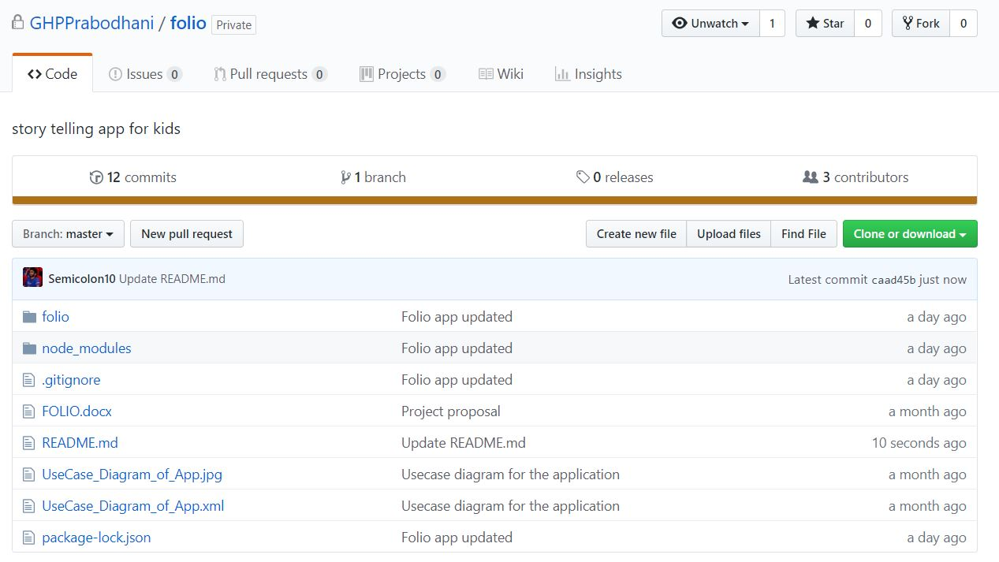 GHPPrabodhani / folio Private Unwatch 1 Star 0 Fork 0
Code Issues 0 Pull requests 0 Projects 0 Wiki Insights
story telling app for kids
12 commits 1 branch 0 releases 3 contributors
Branch: master New pull request Create new file Upload files Find File Clone or download
Semicolon10 Update README.md Latest commit caad45b just now
folio Folio app updated a day ago
node_modules Folio app updated a day ago
.gitignore Folio app updated a day ago
FOLIO.docx Project proposal a month ago
README.md Update README.md 10 seconds ago
UseCase_Diagram_of_App.jpg Usecase diagram for the application a month ago
UseCase_Diagram_of_App.xml Usecase diagram for the application a month ago
package-lock.json Folio app updated a day ago